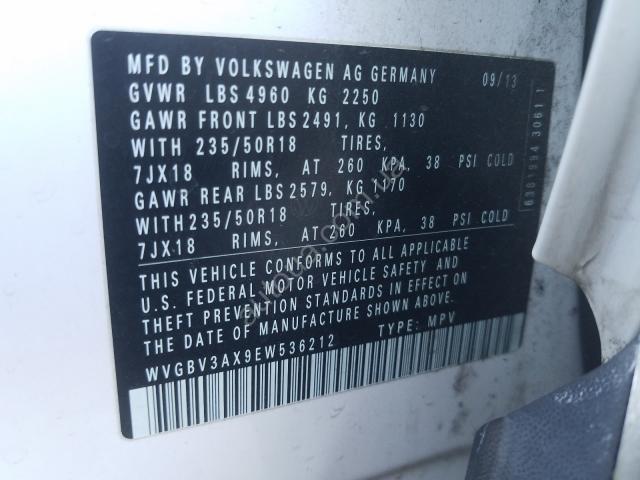 MFD BY VOLKSWAGEN AG GERMANY 09/13
GVWR LBS 4960 KG 2250
GAWR FRONT LBS 2491, KG 1130
WITH 235/50R18 TIRES,
7JX18 RIMS, AT 260 KPA, 38 PSI COLD
GAWR REAR LBS 2579, KG 1170
WITH 235/50R18 TIRES,
7JX18 RIMS, AT 260 KPA, 38 PSI COLD
THIS VEHICLE CONFORMS TO ALL APPLICABLE
U.S. FEDERAL MOTOR VEHICLE SAFETY AND
THEFT PREVENTION STANDARDS IN EFFECT ON
THE DATE OF MANUFACTURE SHOWN ABOVE.
WVGBV3AX9EW536212 TYPE: MPV